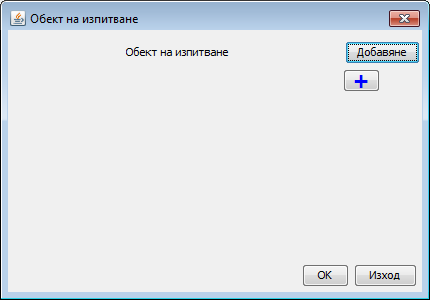 Обект на изпитване
Обект на изпитване
Добавяне
+
OK
Изход